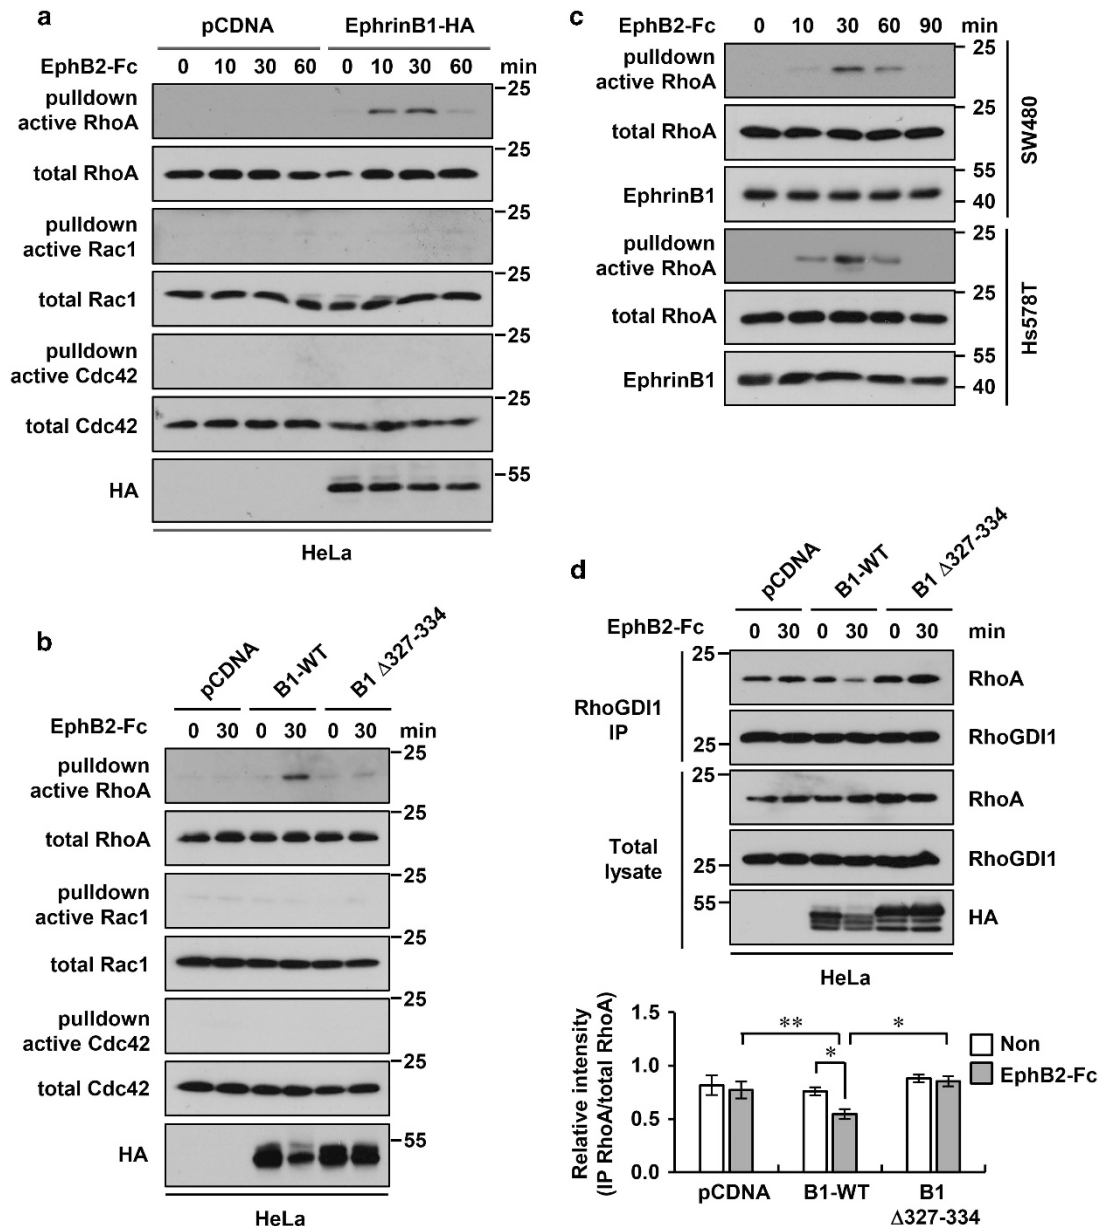 a
pCDNA EphrinB1-HA
EphB2-Fc 0 10 30 60 0 10 30 60 min
pulldown
active RhoA
25
total RhoA
25
pulldown
active Rac1
25
total Rac1
25
pulldown
active Cdc42
25
total Cdc42
25
HA
55
HeLa
b
pCDNA B1-WT B1 Δ327-334
EphB2-Fc 0 30 0 30 0 30 min
pulldown
active RhoA
25
total RhoA
25
pulldown
active Rac1
25
total Rac1
25
pulldown
active Cdc42
25
total Cdc42
25
HA
55
HeLa
c
EphB2-Fc 0 10 30 60 90 min
pulldown
active RhoA
25
total RhoA
25
EphrinB1
55
40
SW480
pulldown
active RhoA
25
total RhoA
25
EphrinB1
55
40
Hs578T
d
pCDNA B1-WT B1 Δ327-334
EphB2-Fc 0 30 0 30 0 30 min
RhoGDI1
IP
25 RhoA
25 RhoGDI1
Total
lysate
25 RhoA
25 RhoGDI1
55 HA
HeLa
Relative intensity
(IP RhoA/total RhoA)
1.5
1.0
0.5
0.0
** *
*
Non
EphB2-Fc
pCDNA B1-WT B1
Δ327-334